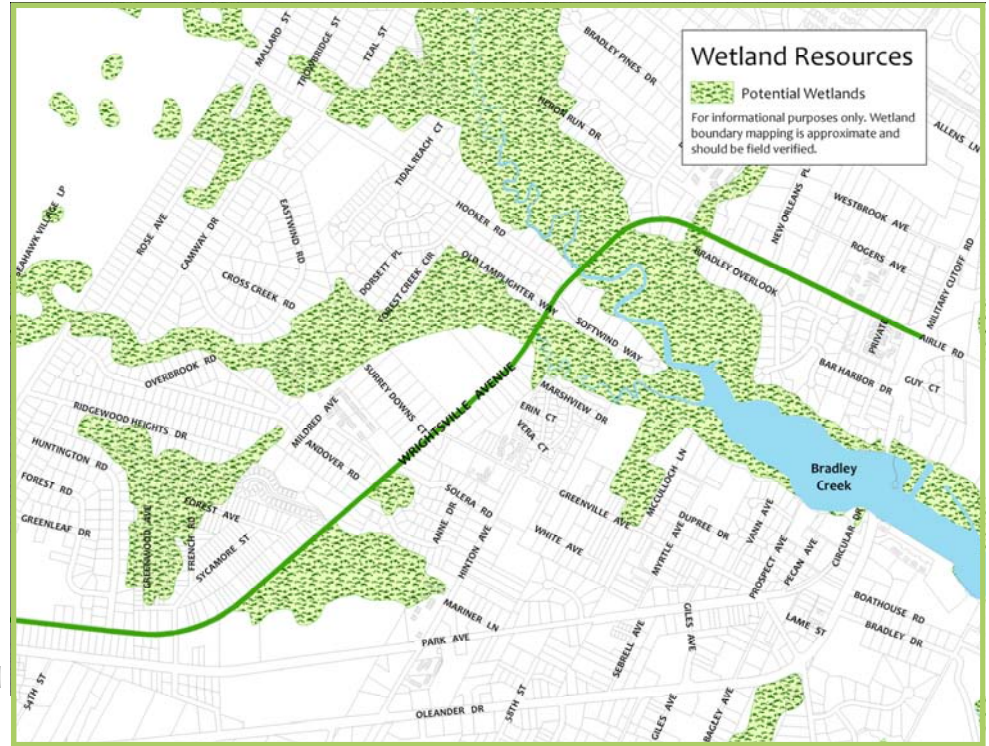 Wetland Resources
Potential Wetlands
For informational purposes only. Wetland
boundary mapping is approximate and
should be field verified.
MALLARD ST
TROWBRIDGE ST
TEAL ST
BRADLEY PINES DR
HERON RUN DR
ALLENS LN
TIDAL REACH CT
NEW ORLEANS PL
WESTBROOK AVE
ROGERS AVE
MILITARY CUTOFF RD
ROSE AVE
CAMWAY DR
EASTWIND RD
HOOKER RD
DORSETT PL
FOREST CREEK CIR
OLD LAMPLIGHTER WAY
BRADLEY OVERLOOK
CROSS CREEK RD
SOFTWIND WAY
PRIVATE
AIRLIE RD
BAR HARBOR DR
GUY CT
OVERBROOK RD
SURREY DOWNS CT
WRIGHTSVILLE AVENUE
MARSHVIEW DR
ERIN CT
VERA CT
RIDGEWOOD HEIGHTS DR
MILDRED AVE
ANDOVER RD
HUNTINGTON RD
FOREST RD
GREENLEAF DR
GREENWOOD AVE
FRENCH RD
FOREST AVE
SYCAMORE ST
Bradley
Creek
SOLERA RD
ANNE DR
HINTON AVE
GREENVILLE AVE
WHITE AVE
MCCULLOCH LN
MYRTLE AVE
DUPREE DR
VANN AVE
PROSPECT AVE
PECAN AVE
CIRCULAR DR
MARINER LN
PARK AVE
BOATHOUSE RD
BRADLEY DR
LAME ST
SEBRELL AVE
GILES AVE
54TH ST
OLEANDER DR
58TH ST
GILES AVE
BAGLEY AVE